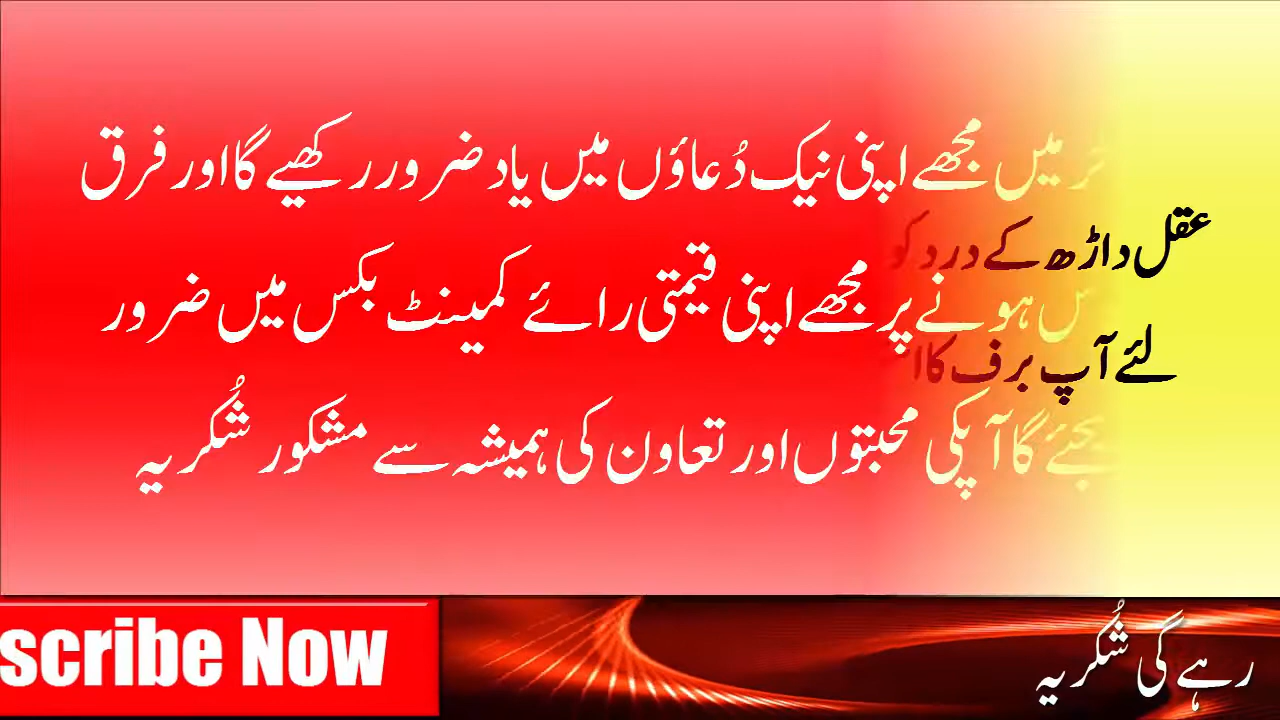 میں مجھے اپنی نیک دُعاؤں میں یاد ضرور رکھیے گا اور فرق
عقل داڑھ کے درد کو
ہونے پر مجھے اپنی قیمتی رائے کمینٹ بکس میں ضرور
لئے آپ برف کا
گا آپکی محبتوں اور تعاون کی ہمیشہ سے مشکور شُکریہ
scribe Now
رہے گی شُکریہ